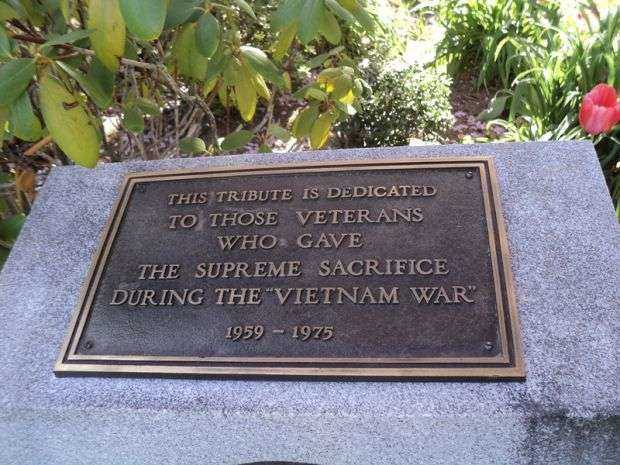 THIS TRIBUTE IS DEDICATED
TO THOSE VETERANS
WHO GAVE
THE SUPREME SACRIFICE
DURING THE "VIETNAM WAR"
1959 - 1975